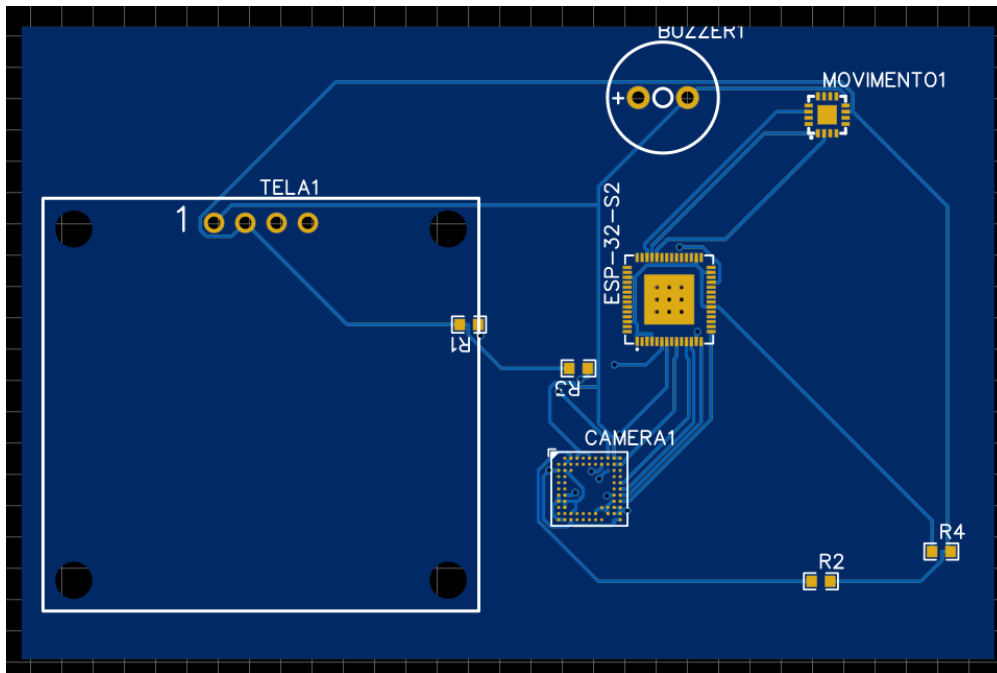 BUZZER1
+
MOVIMENTO1
TELA1
1
ESP-32-S2
R1
R3
CAMERA1
R4
R2